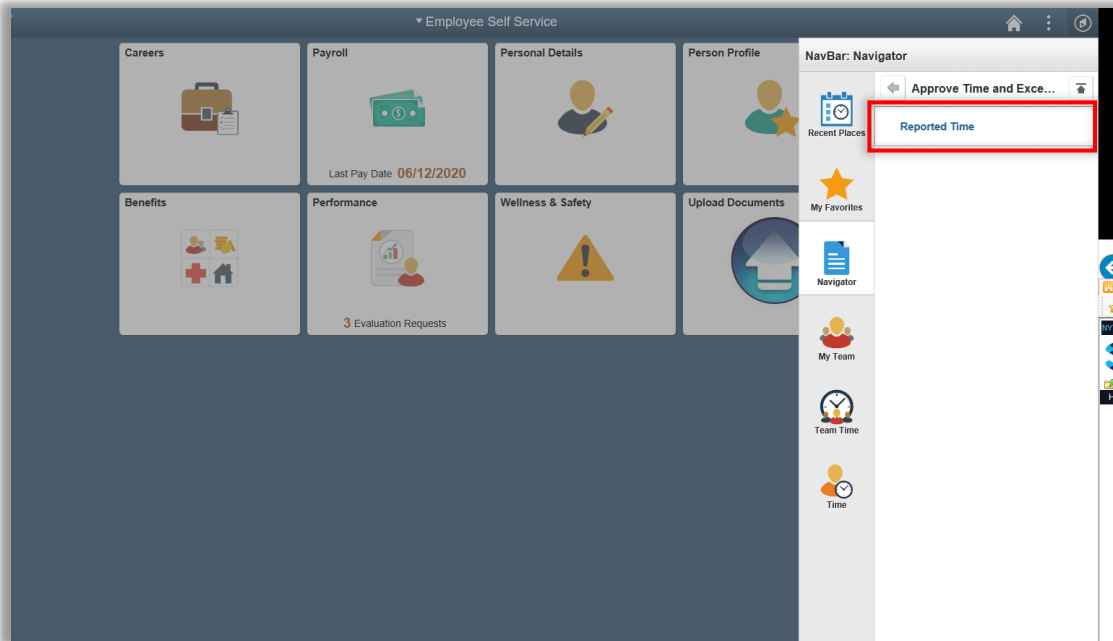 Employee Self Service
Careers
Payroll
Personal Details
Person Profile
NavBar: Navigator
Approve Time and Exce...
Reported Time
Recent Places
Last Pay Date 06/12/2020
Benefits
Performance
Wellness & Safety
Upload Documents
My Favorites
Navigator
3 Evaluation Requests
My Team
Team Time
Time